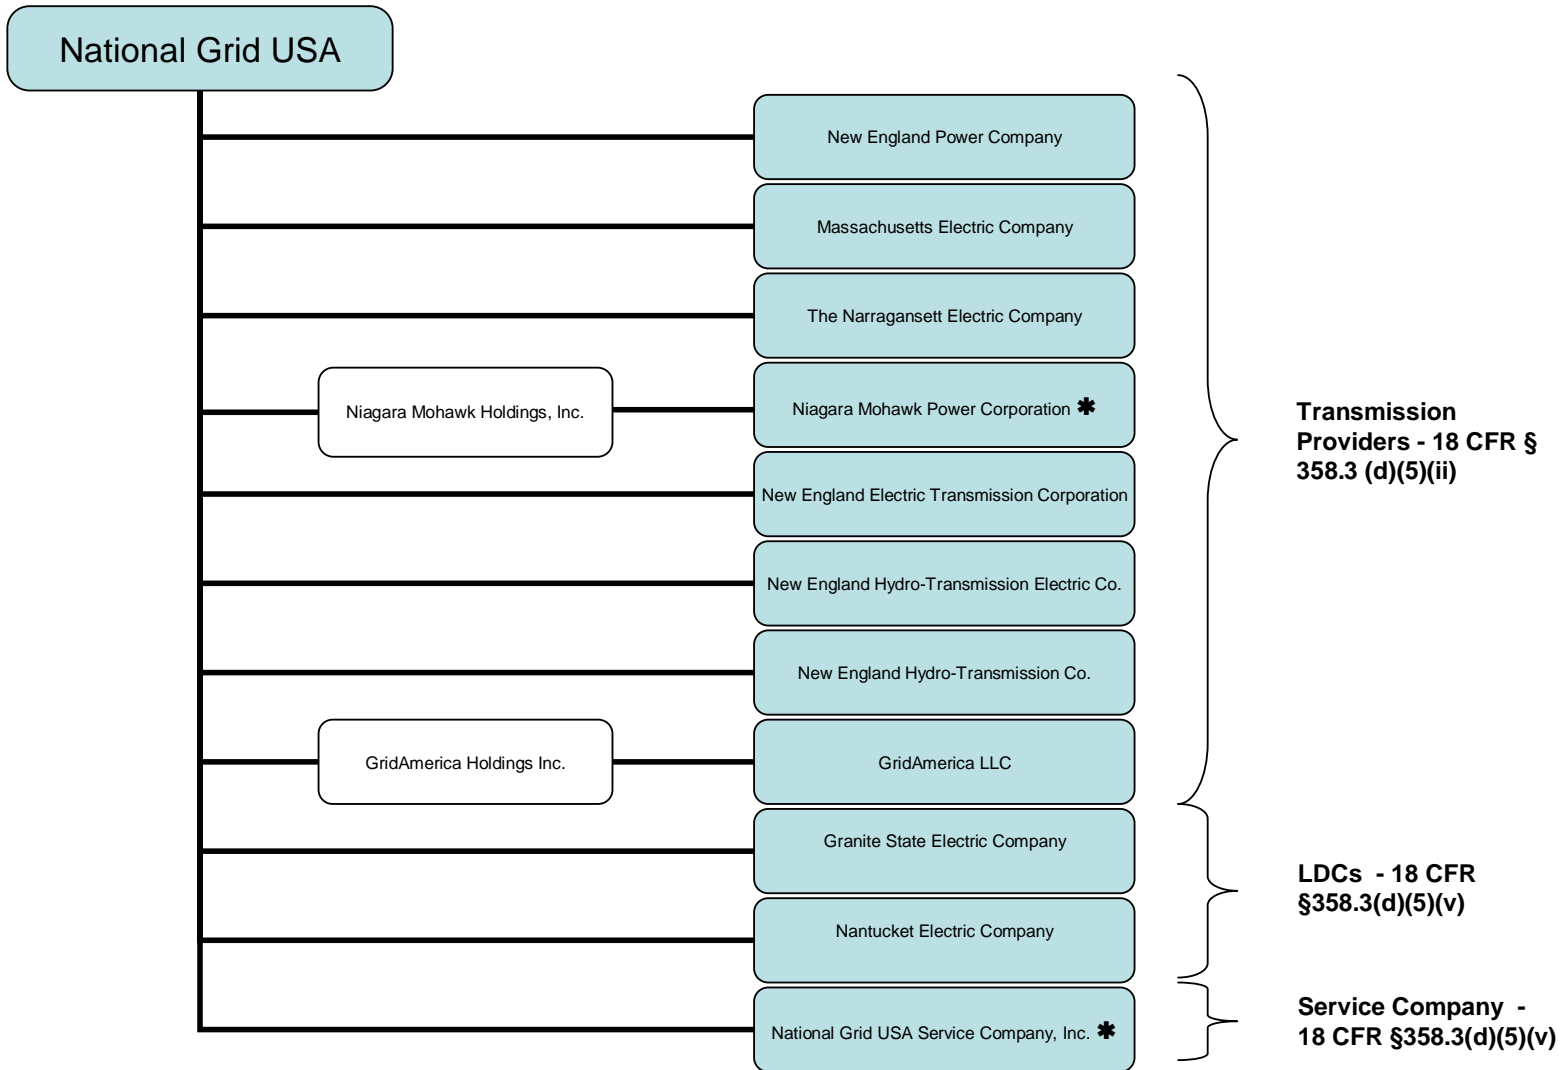 National Grid USA
New England Power Company
Massachusetts Electric Company
The Narragansett Electric Company
Niagara Mohawk Holdings, Inc.
Niagara Mohawk Power Corporation ✱
New England Electric Transmission Corporation
New England Hydro-Transmission Electric Co.
New England Hydro-Transmission Co.
GridAmerica Holdings Inc.
GridAmerica LLC
Granite State Electric Company
Nantucket Electric Company
National Grid USA Service Company, Inc. ✱
Transmission
Providers - 18 CFR §
358.3 (d)(5)(ii)
LDCs - 18 CFR
§358.3(d)(5)(v)
Service Company -
18 CFR §358.3(d)(5)(v)